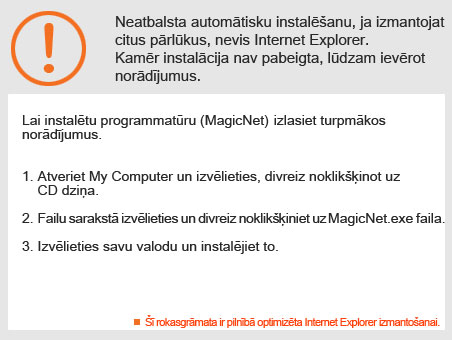 Neatbalsta automātisku instalēšanu, ja izmantojat
citus pārlūkus, nevis Internet Explorer.
Kamēr instalācija nav pabeigta, lūdzam ievērot
norādījumus.
Lai instalētu programmatūru (MagicNet) izlasiet turpmākos
norādījumus.
1. Atveriet My Computer un izvēlieties, divreiz noklikšķinot uz
CD dziņa.
2. Failu sarakstā izvēlieties un divreiz noklikšķiniet uz MagicNet.exe faila.
3. Izvēlieties savu valodu un instalējiet to.
Šī rokasgrāmata ir pilnībā optimizēta Internet Explorer izmantošanai.